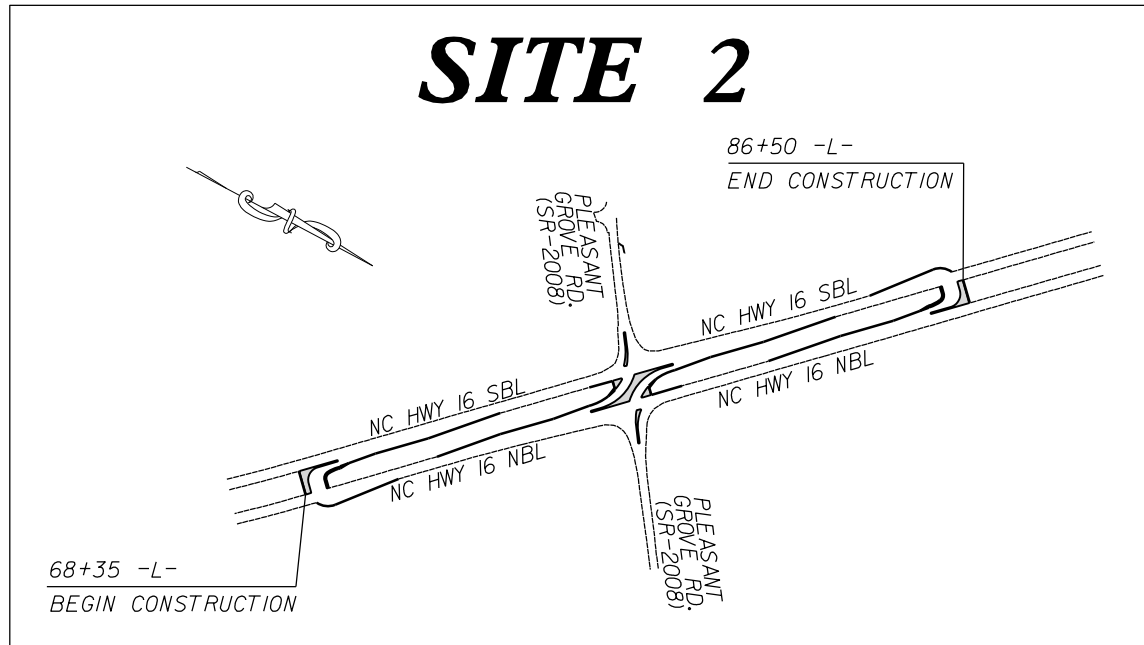 SITE 2
86+50 -L-
END CONSTRUCTION
PLEASANT
GROVE RD.
(SR-2008)
NC HWY 16 SBL
NC HWY 16 NBL
NC HWY 16 SBL
NC HWY 16 NBL
PLEASANT
GROVE RD.
(SR-2008)
68+35 -L-
BEGIN CONSTRUCTION